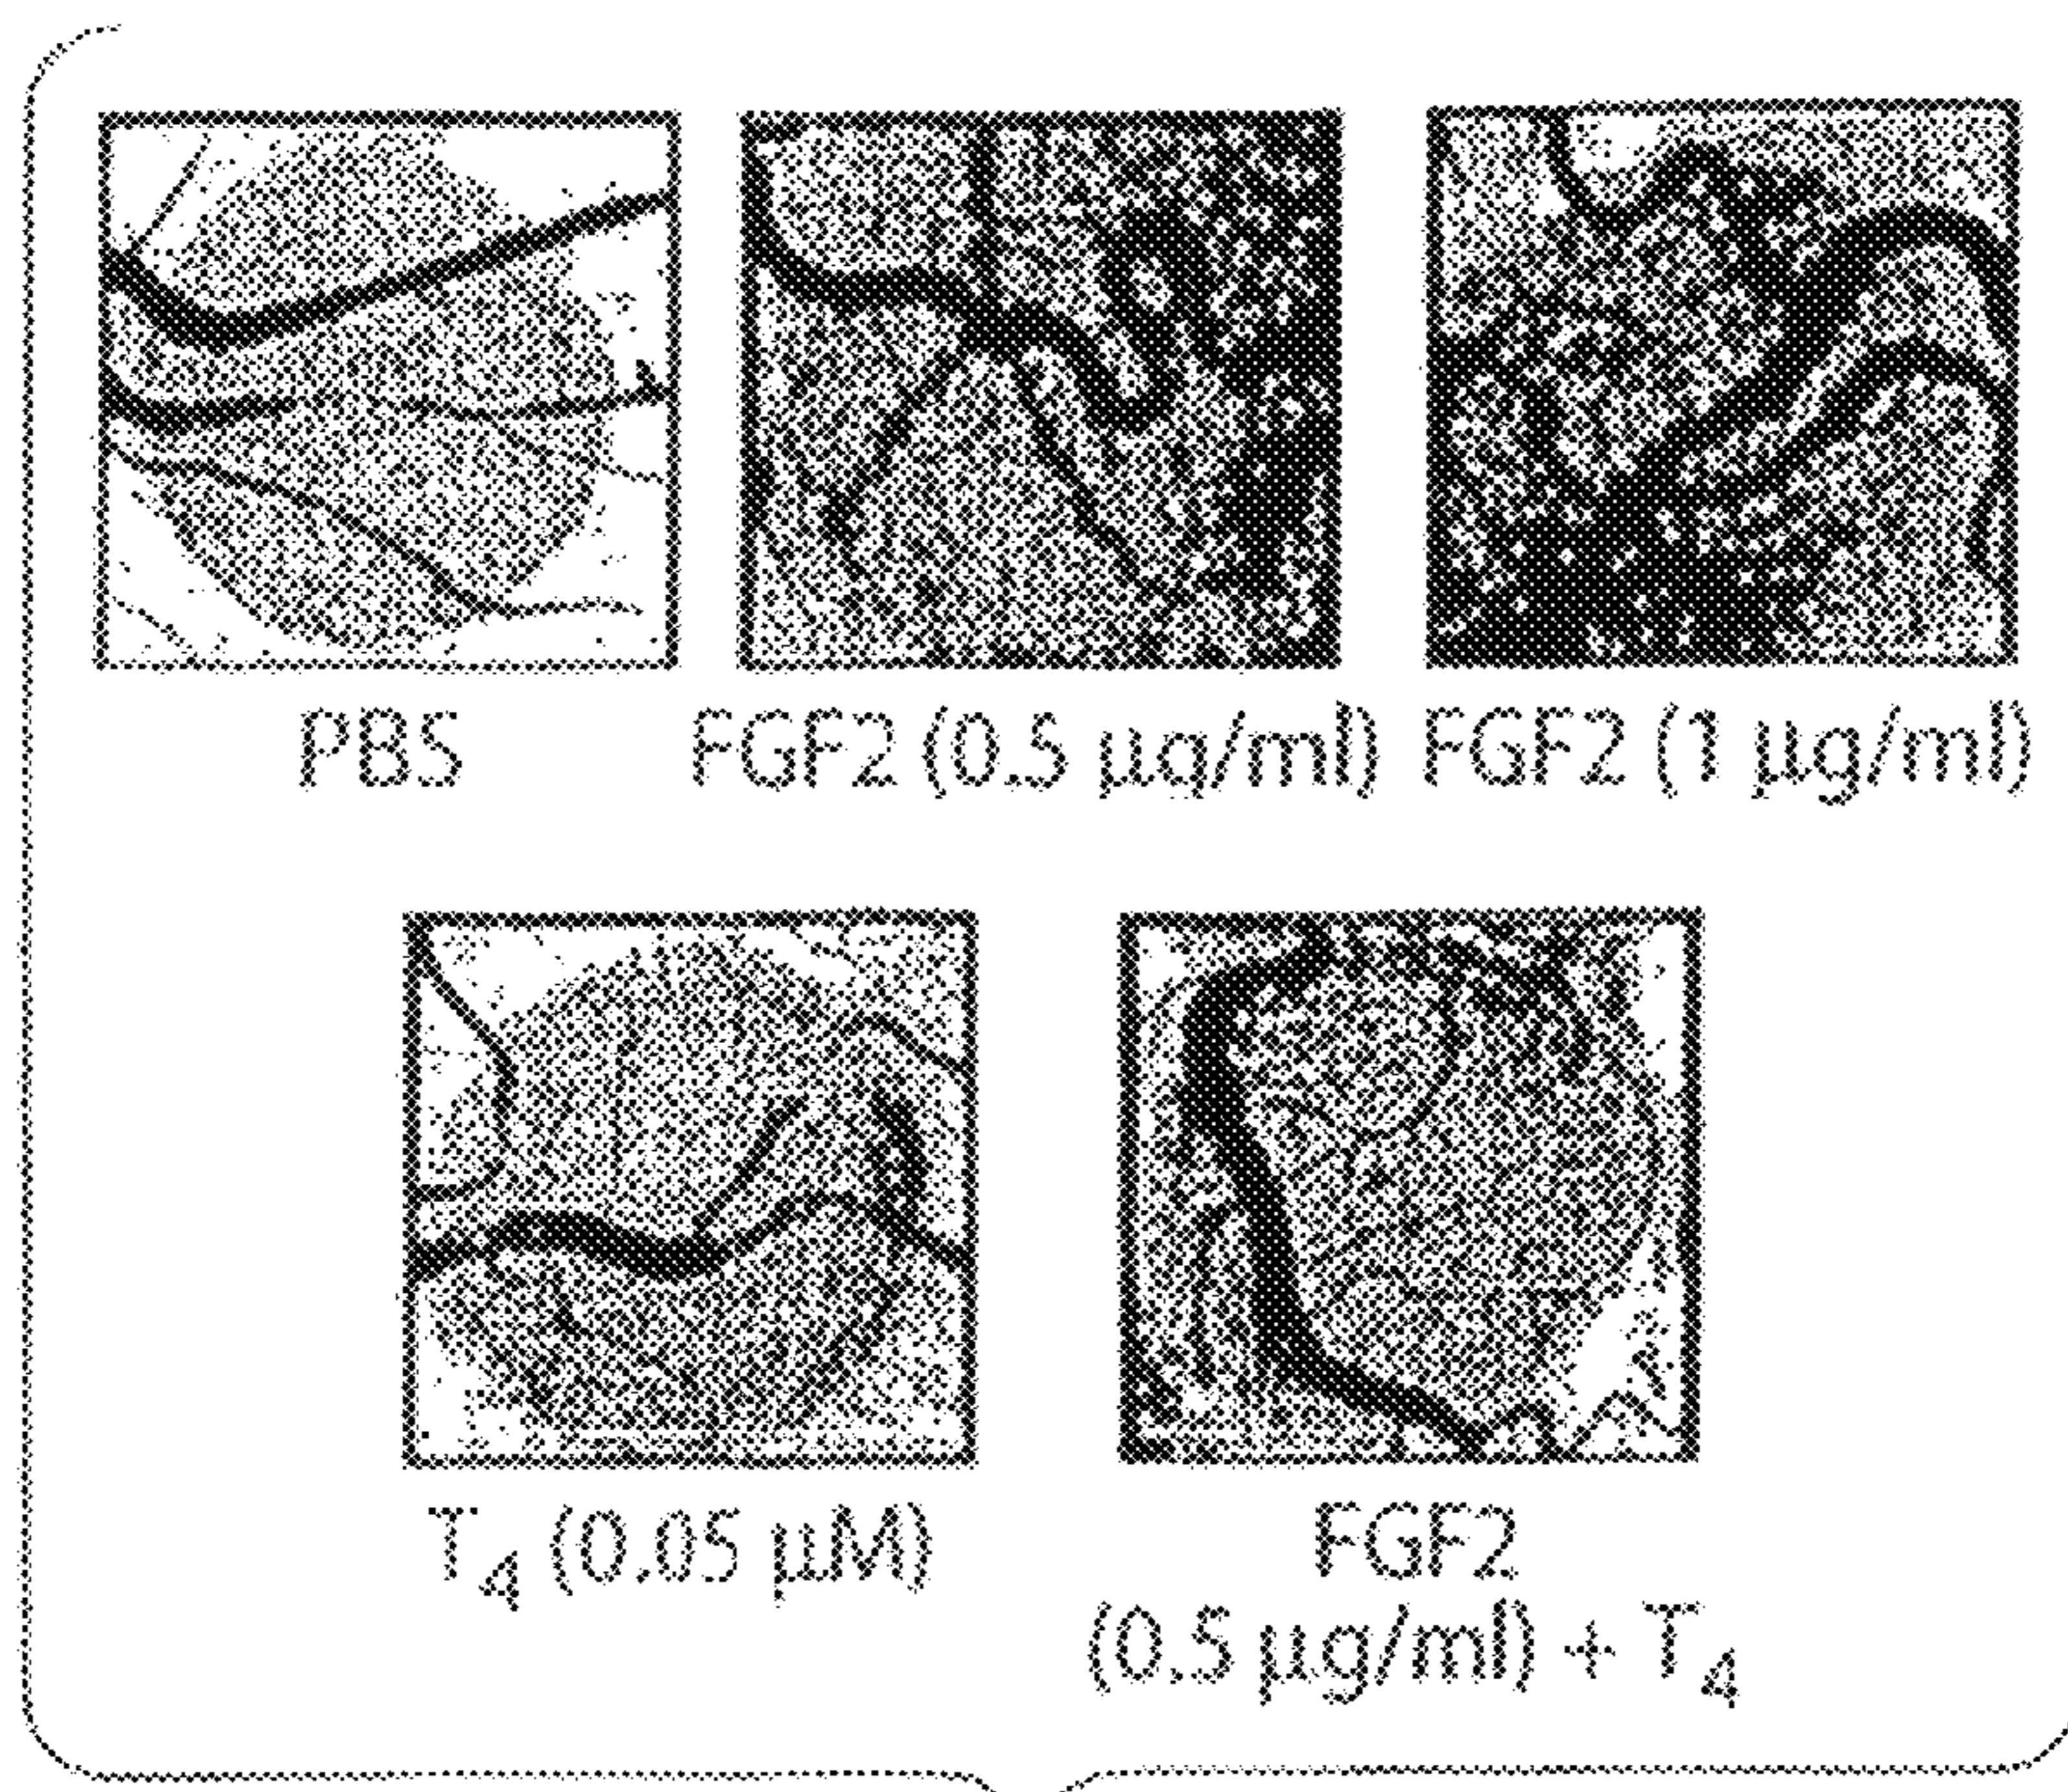 PBS
FGF2 (0.5 µg/ml)
FGF2 (1 µg/ml)
T4 (0.05 µM)
FGF2
(0.5 µg/ml) + T4